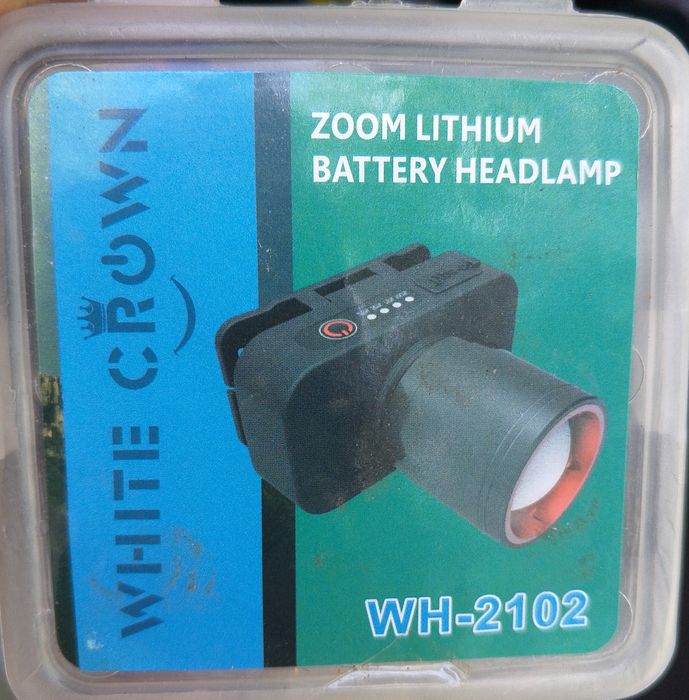 WHITE CROWN
ZOOM LITHIUM
BATTERY HEADLAMP
WH-2102